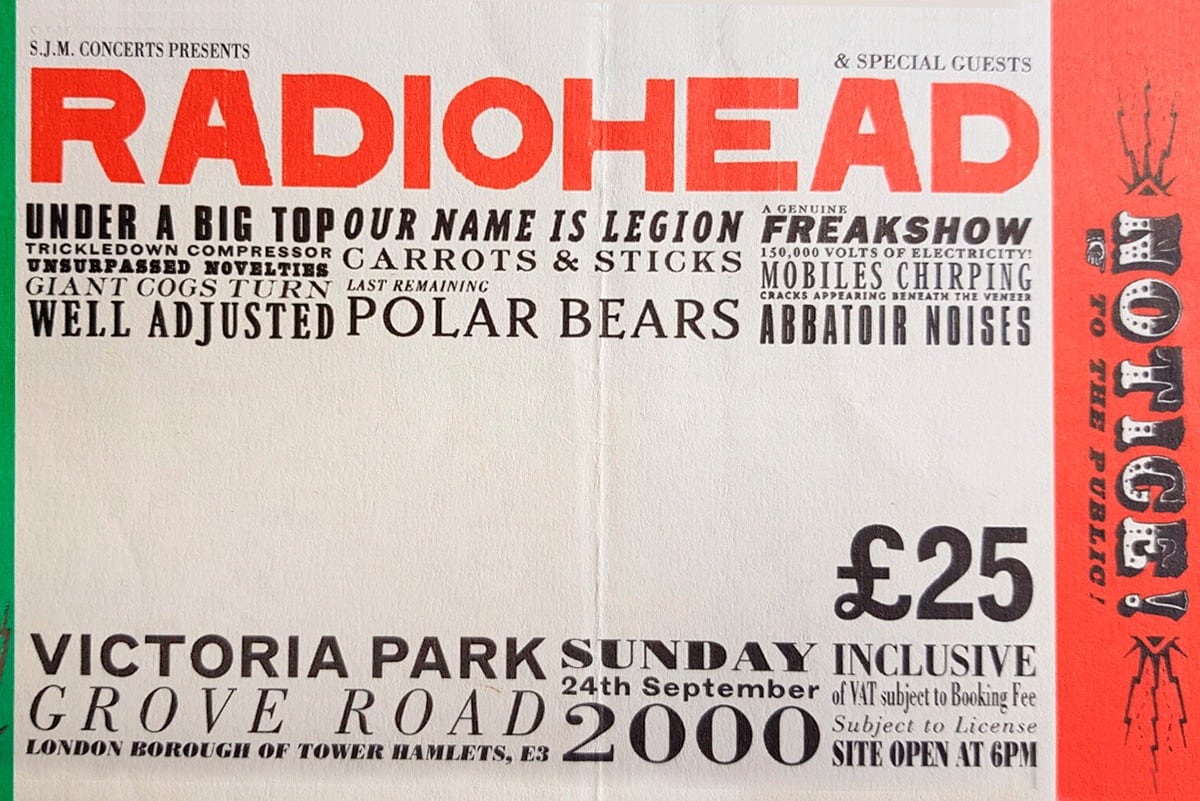 S.J.M. CONCERTS PRESENTS
& SPECIAL GUESTS
RADIOHEAD
UNDER A BIG TOP
TRICKLEDOWN COMPRESSOR
UNSURPASSED NOVELTIES
GIANT COGS TURN
WELL ADJUSTED
OUR NAME IS LEGION
CARROTS & STICKS
LAST REMAINING
POLAR BEARS
A GENUINE
FREAKSHOW
150,000 VOLTS OF ELECTRICITY!
MOBILES CHIRPING
CRACKS APPEARING BENEATH THE VENEER
ABBATOIR NOISES
£25
VICTORIA PARK
GROVE ROAD
LONDON BOROUGH OF TOWER HAMLETS, E3
SUNDAY
24th September
2000
INCLUSIVE
of VAT subject to Booking Fee
Subject to License
SITE OPEN AT 6PM
NOTICE!
TO THE PUBLIC!